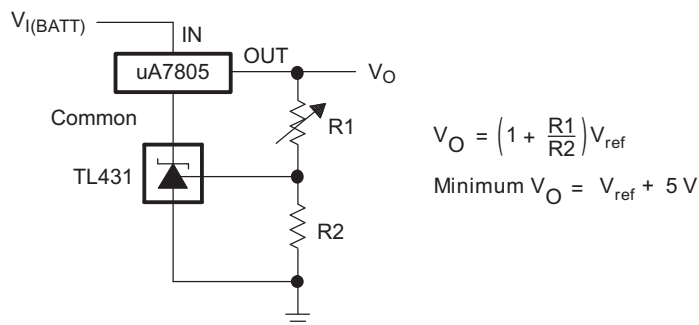 V_I(BATT)
IN
OUT
uA7805
V_O
Common
R1
TL431
R2
V_O = (1 + R1/R2) V_ref
Minimum V_O = V_ref + 5 V